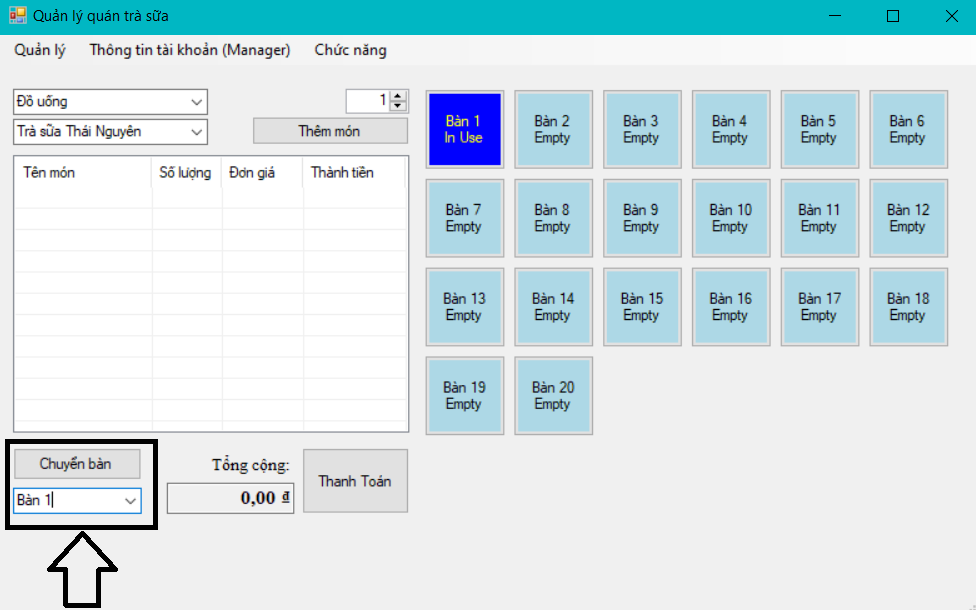 Quản lý quán trà sữa
Quản lý Thông tin tài khoản (Manager) Chức năng
Đồ uống
1
Trà sữa Thái Nguyên
Thêm món
Tên món Số lượng Đơn giá Thành tiền
Bàn 1
In Use
Bàn 2
Empty
Bàn 3
Empty
Bàn 4
Empty
Bàn 5
Empty
Bàn 6
Empty
Bàn 7
Empty
Bàn 8
Empty
Bàn 9
Empty
Bàn 10
Empty
Bàn 11
Empty
Bàn 12
Empty
Bàn 13
Empty
Bàn 14
Empty
Bàn 15
Empty
Bàn 16
Empty
Bàn 17
Empty
Bàn 18
Empty
Bàn 19
Empty
Bàn 20
Empty
Chuyển bàn
Bàn 1
Tổng cộng:
0,00 ₫
Thanh Toán